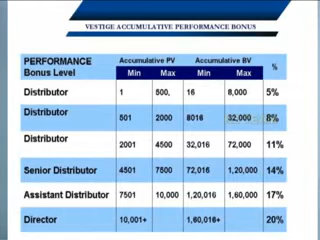 VESTIGE ACCUMULATIVE PERFORMANCE BONUS
PERFORMANCE Bonus Level Accumulative PV Accumulative BV %
Min Max Min Max
Distributor 1 500, 16 8,000 5%
Distributor 501 2000 8016 32,000 8%
Distributor 2001 4500 32,016 72,000 11%
Senior Distributor 4501 7500 72,016 1,20,000 14%
Assistant Distributor 7501 10,000 1,20,016 1,60,000 17%
Director 10,001+ 1,60,016+ 20%